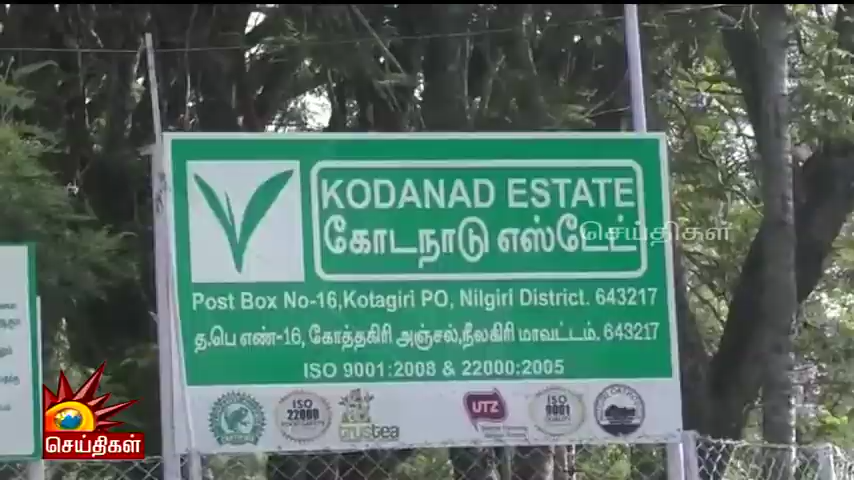 KODANAD ESTATE
கோடநாடு எஸ்டேட்
செய்திகள்
Post Box No-16,Kotagiri PO, Nilgiri District. 643217
த.பெ எண்-16, கோத்தகிரி அஞ்சல்,நீலகிரி மாவட்டம். 643217
ISO 9001:2008 & 22000:2005
ISO 22000
trustea
UTZ
ISO 9001
செய்திகள்